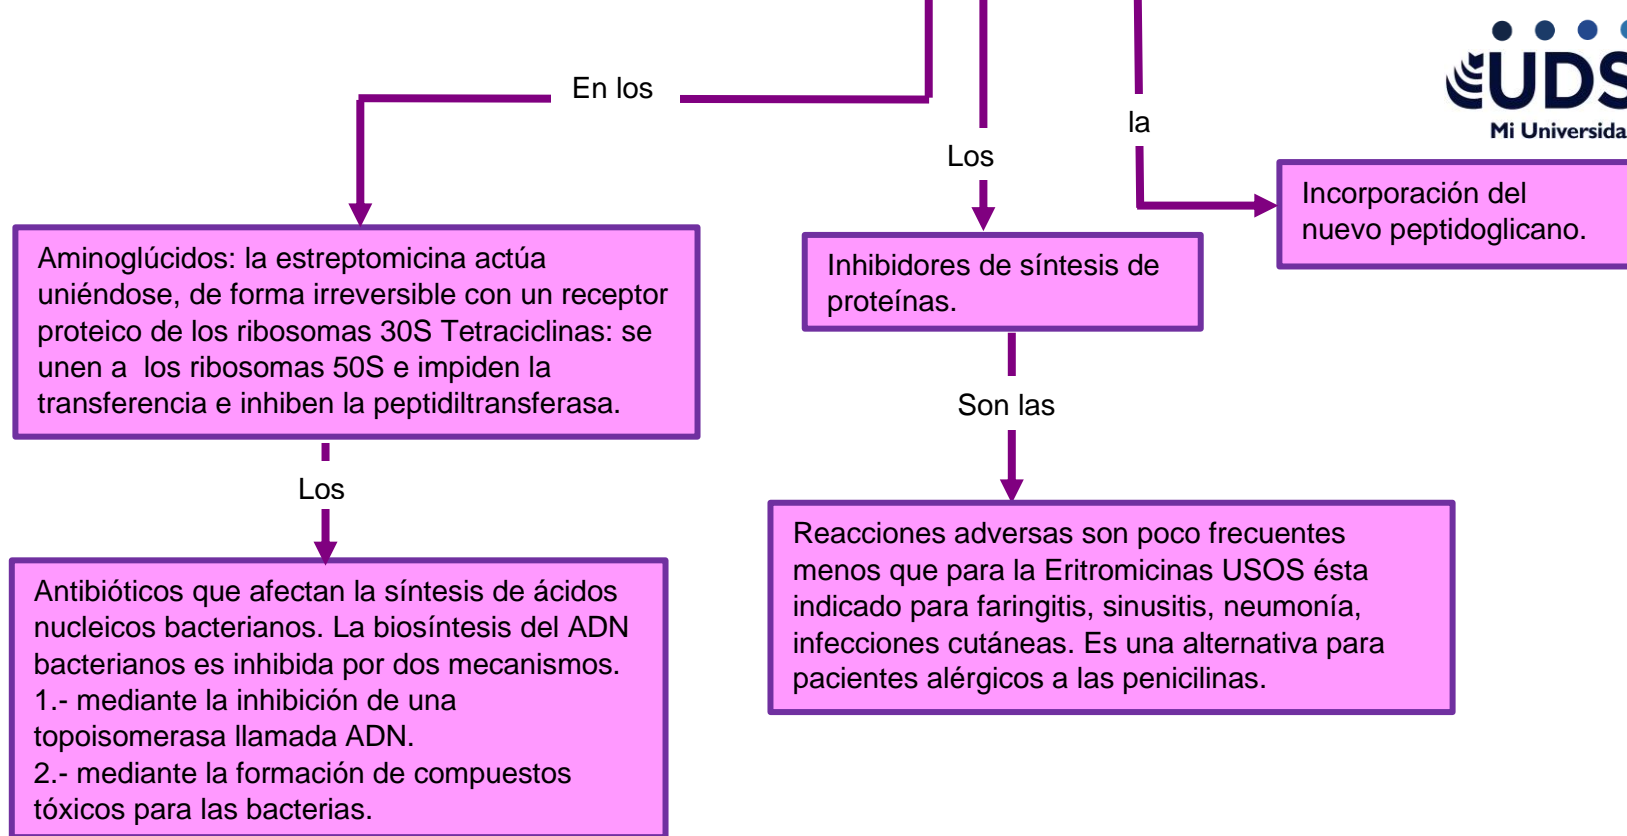 UDS
Mi Universida
En los
la
Los
Incorporación del
nuevo peptidoglicano.
Aminoglúcidos: la estreptomicina actúa
uniéndose, de forma irreversible con un receptor
proteico de los ribosomas 30S Tetraciclinas: se
unen a  los ribosomas 50S e impiden la
transferencia e inhiben la peptidiltransferasa.
Inhibidores de síntesis de
proteínas.
Son las
Los
Reacciones adversas son poco frecuentes
menos que para la Eritromicinas USOS ésta
indicado para faringitis, sinusitis, neumonía,
infecciones cutáneas. Es una alternativa para
pacientes alérgicos a las penicilinas.
Antibióticos que afectan la síntesis de ácidos
nucleicos bacterianos. La biosíntesis del ADN
bacterianos es inhibida por dos mecanismos.
1.- mediante la inhibición de una
topoisomerasa llamada ADN.
2.- mediante la formación de compuestos
tóxicos para las bacterias.